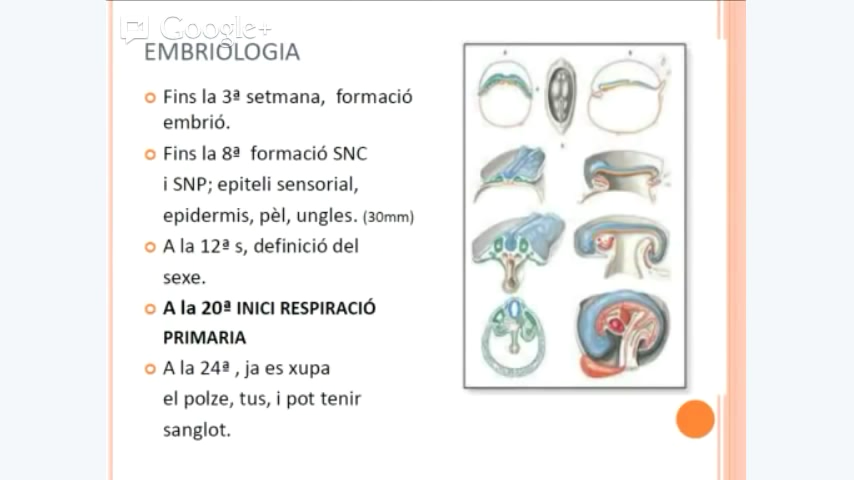 Google+
EMBRIOLOGIA
Fins la 3ª setmana, formació
embrió.
Fins la 8ª formació SNC
i SNP; epiteli sensorial,
epidermis, pèl, ungles. (30mm)
A la 12ª s, definició del
sexe.
A la 20ª INICI RESPIRACIÓ
PRIMARIA
A la 24ª , ja es xupa
el polze, tus, i pot tenir
sanglot.